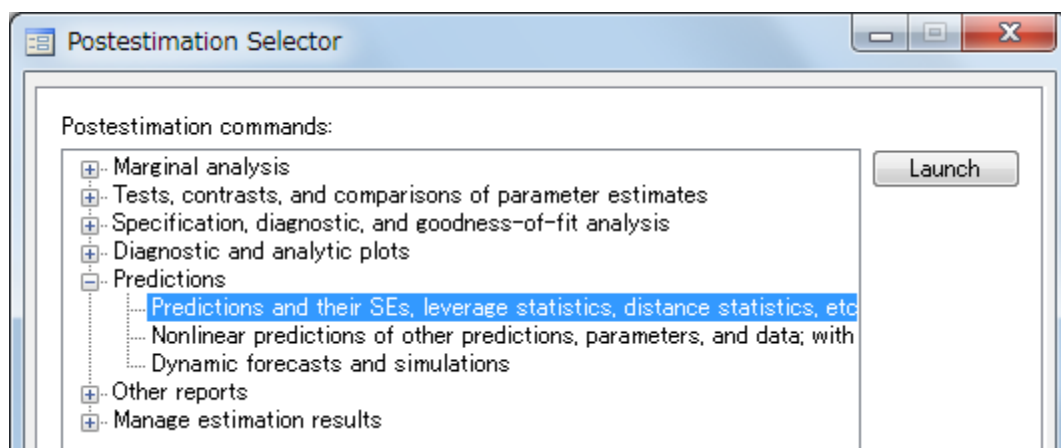 Postestimation Selector
Postestimation commands:
Marginal analysis
Launch
Tests, contrasts, and comparisons of parameter estimates
Specification, diagnostic, and goodness-of-fit analysis
Diagnostic and analytic plots
Predictions
Predictions and their SEs, leverage statistics, distance statistics, etc
Nonlinear predictions of other predictions, parameters, and data; with
Dynamic forecasts and simulations
Other reports
Manage estimation results